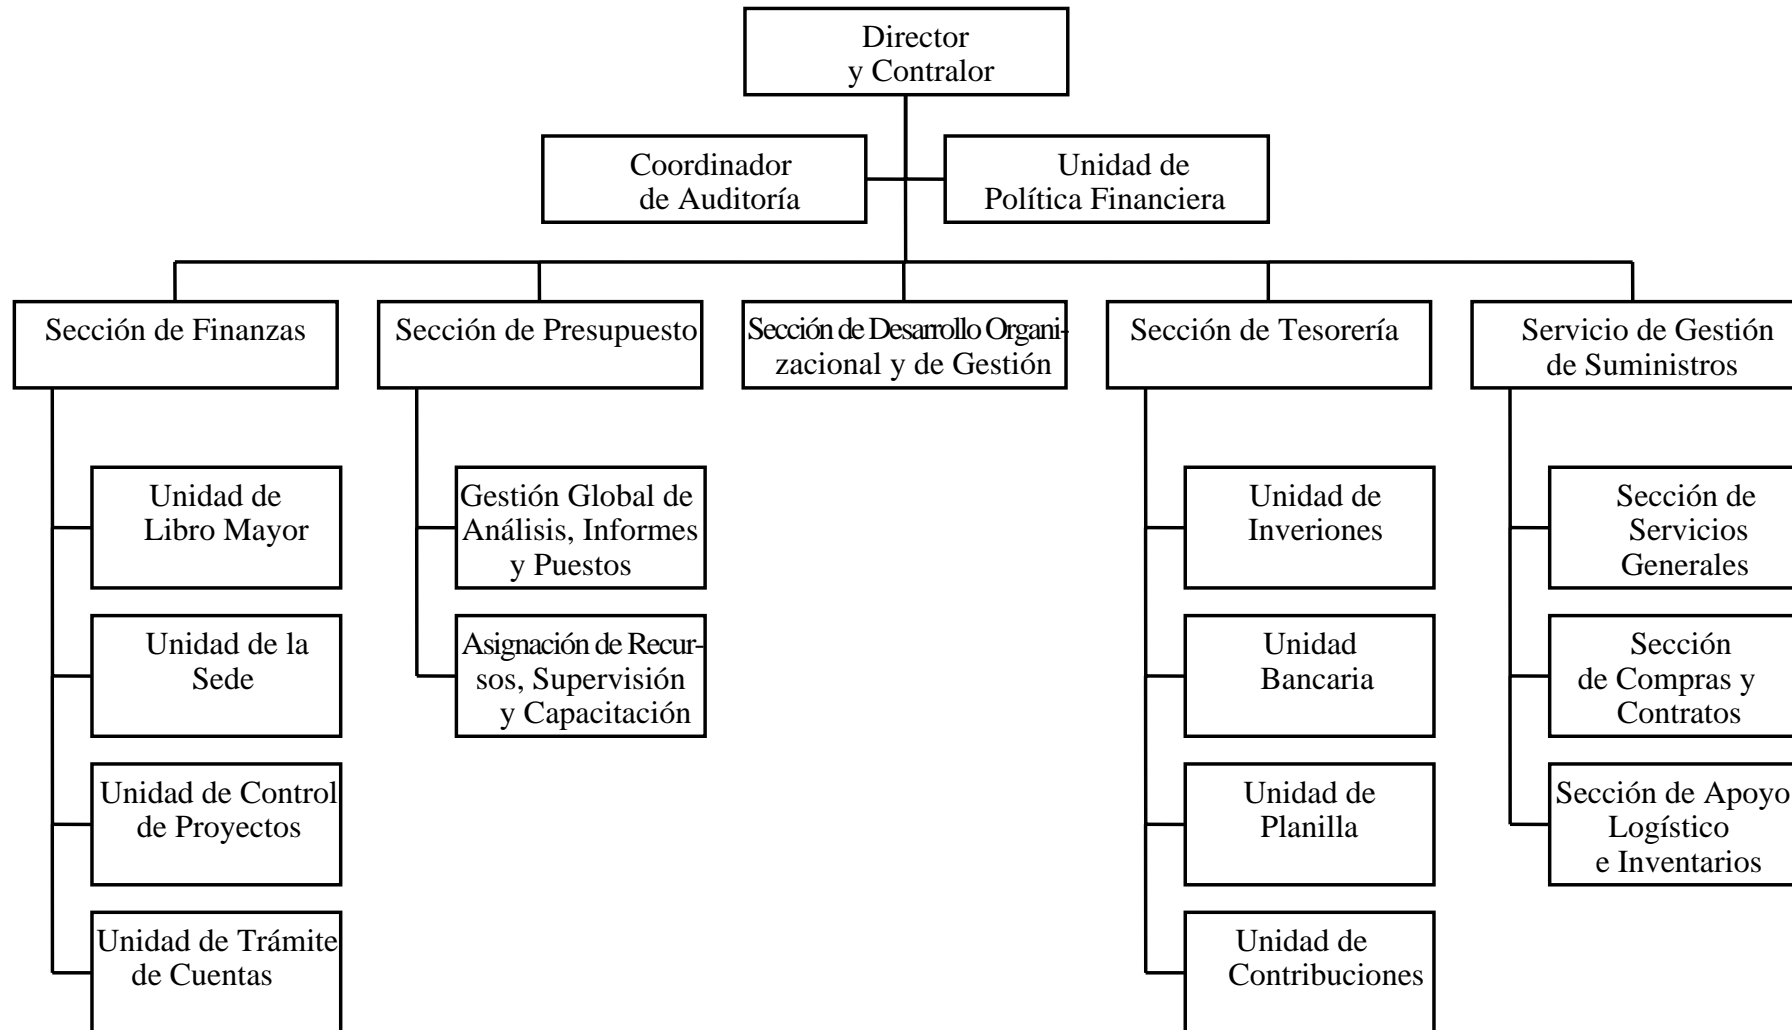 Director
y Contralor
Coordinador
de Auditoría
Unidad de
Política Financiera
Sección de Finanzas
Sección de Presupuesto
Sección de Desarrollo Organi-
zacional y de Gestión
Sección de Tesorería
Servicio de Gestión
de Suministros
Unidad de
Libro Mayor
Unidad de la
Sede
Unidad de Control
de Proyectos
Unidad de Trámite
de Cuentas
Gestión Global de
Análisis, Informes
y Puestos
Asignación de Recur-
sos, Supervisión
y Capacitación
Unidad de
Inveriones
Unidad
Bancaria
Unidad de
Planilla
Unidad de
Contribuciones
Sección de
Servicios
Generales
Sección
de Compras y
Contratos
Sección de Apoyo
Logístico
e Inventarios